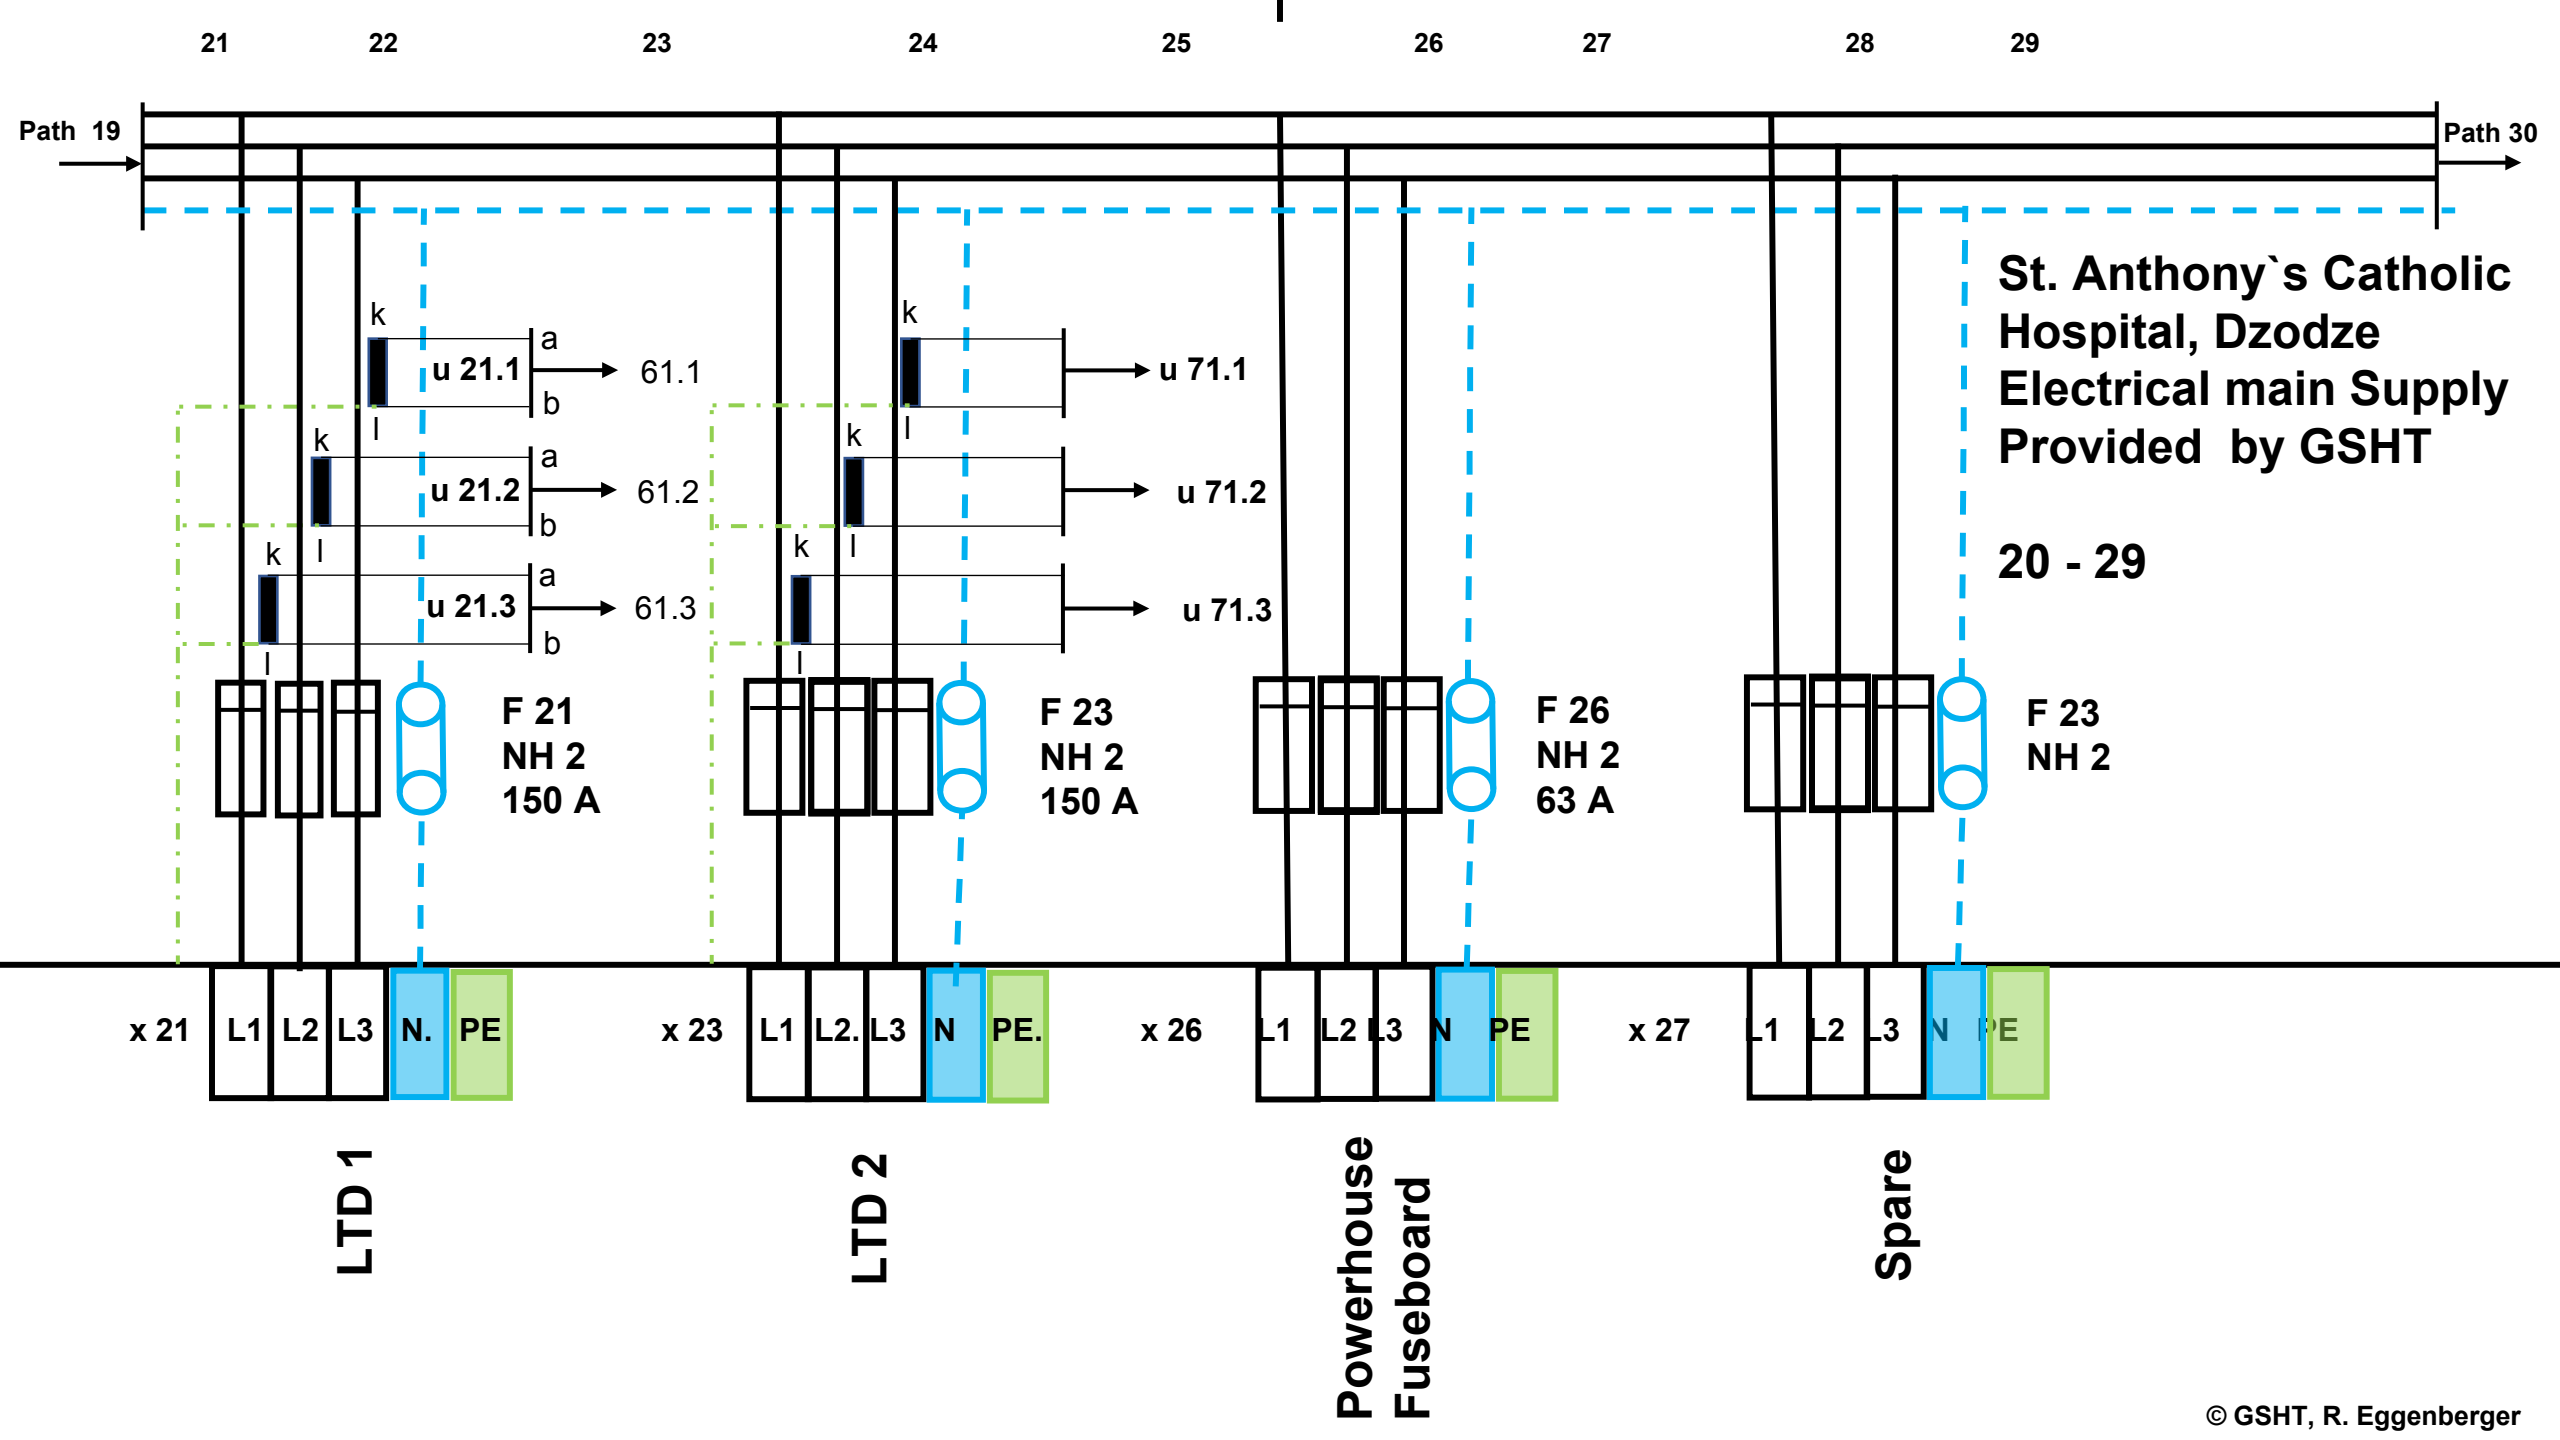 21 22 23 24 25 26 27 28 29
Path 19
Path 30
St. Anthony`s Catholic
Hospital, Dzodze
Electrical main Supply
Provided by GSHT
20 - 29
k k
a
u 21.1 61.1 u 71.1
b
l l
k k
a
u 21.2 61.2 u 71.2
b
l l
k k
a
u 21.3 61.3 u 71.3
b
l l
F 21
NH 2
150 A
F 23
NH 2
150 A
F 26
NH 2
63 A
F 23
NH 2
x 21 L1 L2 L3 N. PE
x 23 L1 L2. L3 N PE.
x 26 L1 L2 L3 N PE
x 27 L1 L2 L3 N PE
LTD 1
LTD 2
Powerhouse
Fuseboard
Spare
© GSHT, R. Eggenberger